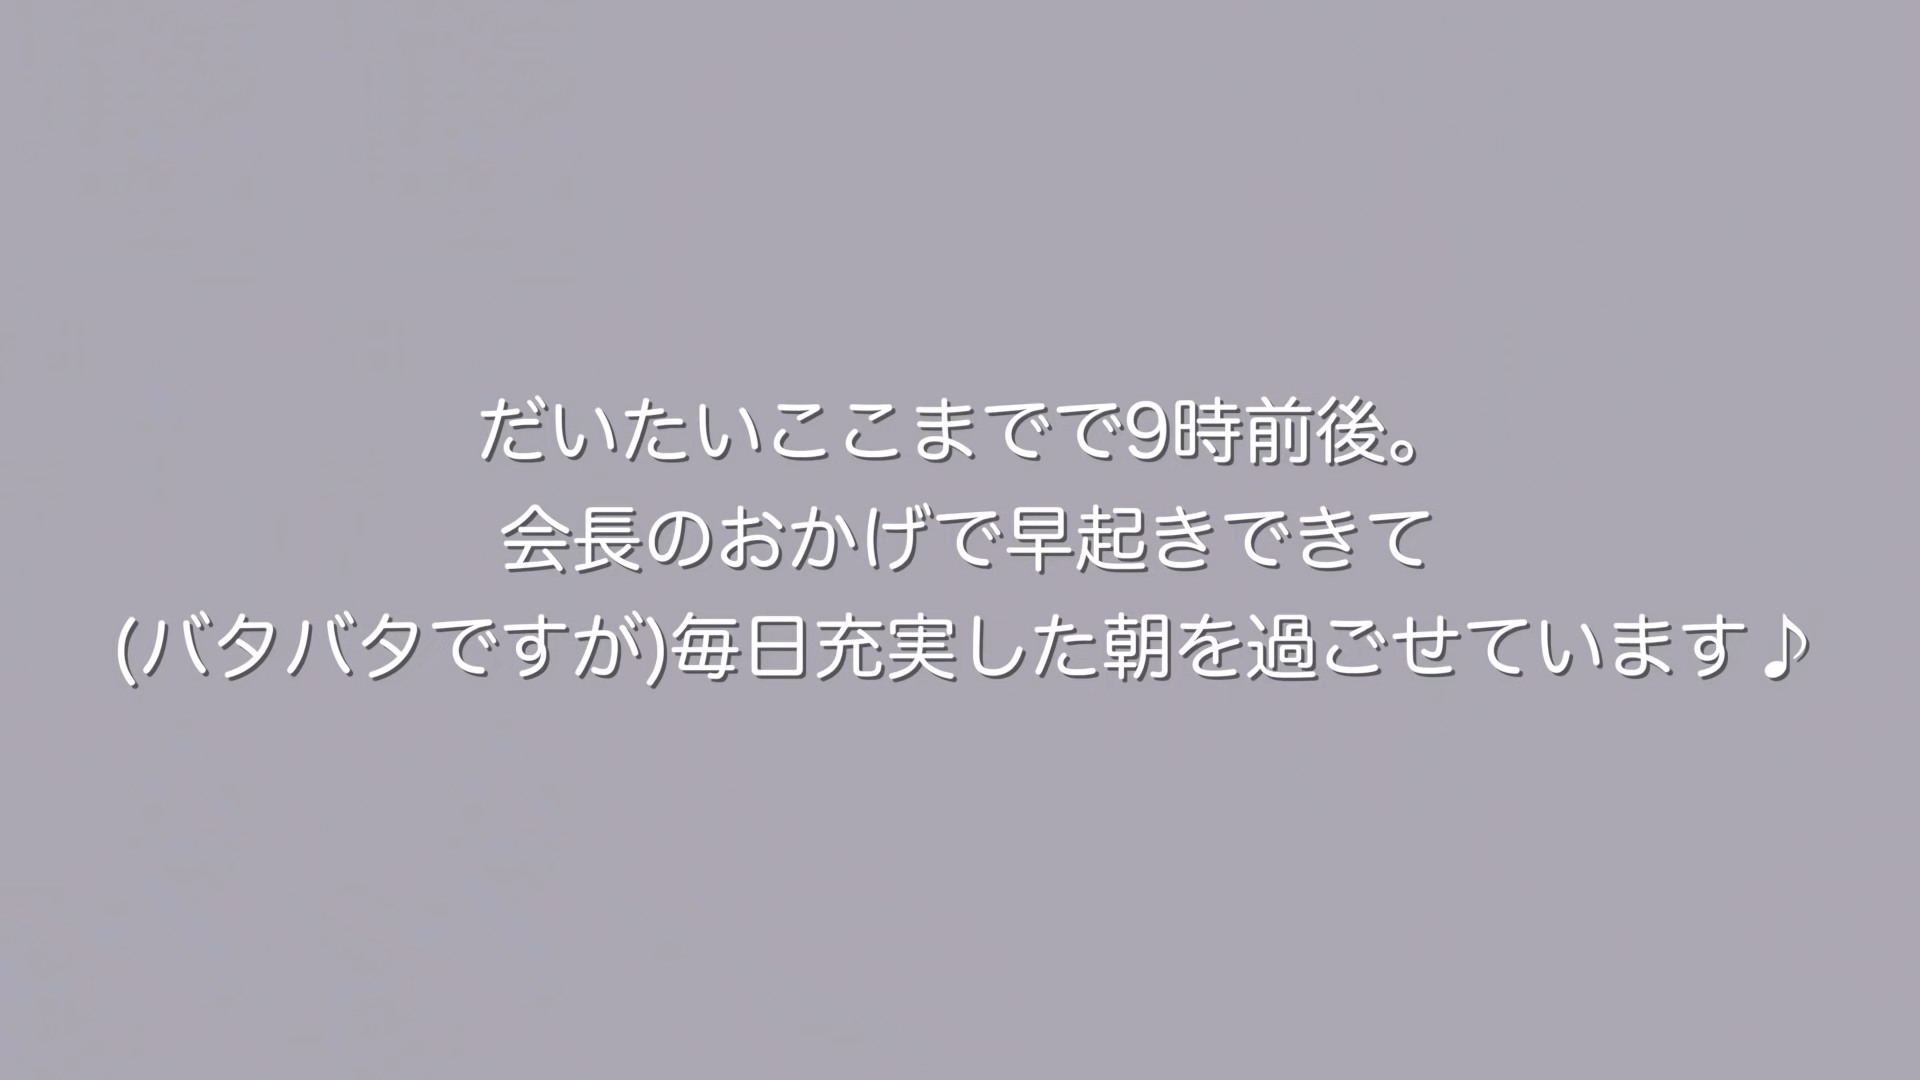 だいたいここまでで9時前後。
会長のおかげで早起きできて
(バタバタですが)毎日充実した朝を過ごせています♪